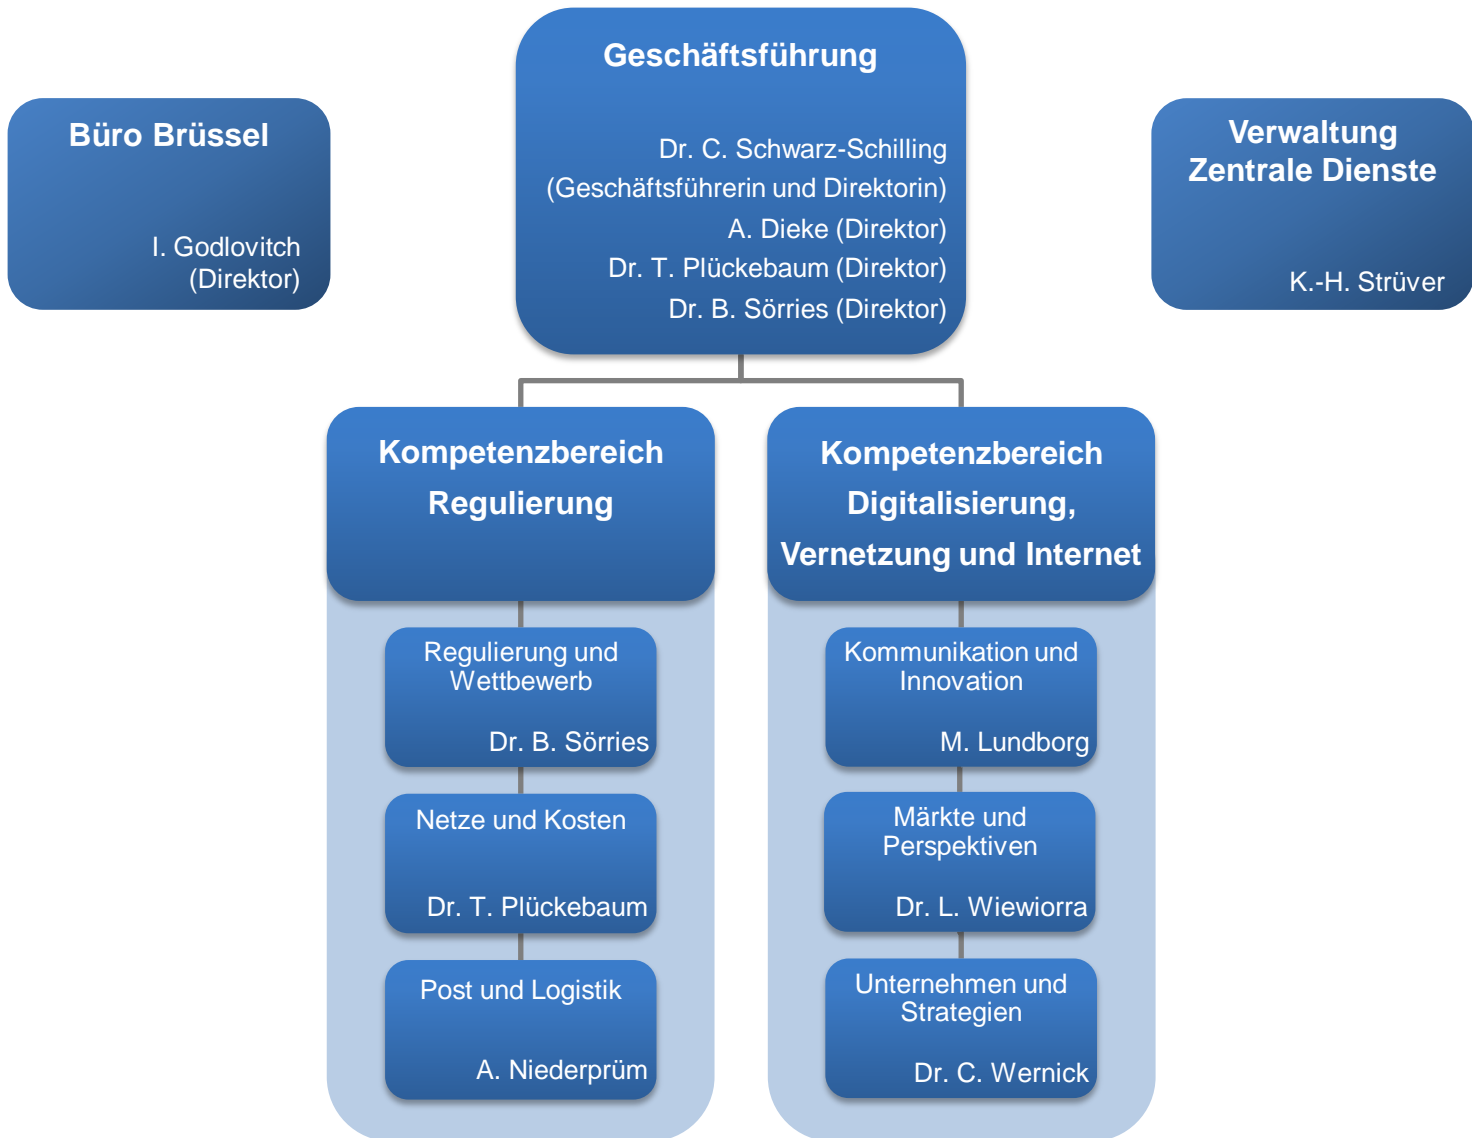 Geschäftsführung
Dr. C. Schwarz-Schilling
(Geschäftsführerin und Direktorin)
A. Dieke (Direktor)
Dr. T. Plückebaum (Direktor)
Dr. B. Sörries (Direktor)
Büro Brüssel
I. Godlovitch
(Direktor)
Verwaltung
Zentrale Dienste
K.-H. Strüver
Kompetenzbereich
Regulierung
Regulierung und
Wettbewerb
Dr. B. Sörries
Netze und Kosten
Dr. T. Plückebaum
Post und Logistik
A. Niederprüm
Kompetenzbereich
Digitalisierung,
Vernetzung und Internet
Kommunikation und
Innovation
M. Lundborg
Märkte und
Perspektiven
Dr. L. Wiewiorra
Unternehmen und
Strategien
Dr. C. Wernick